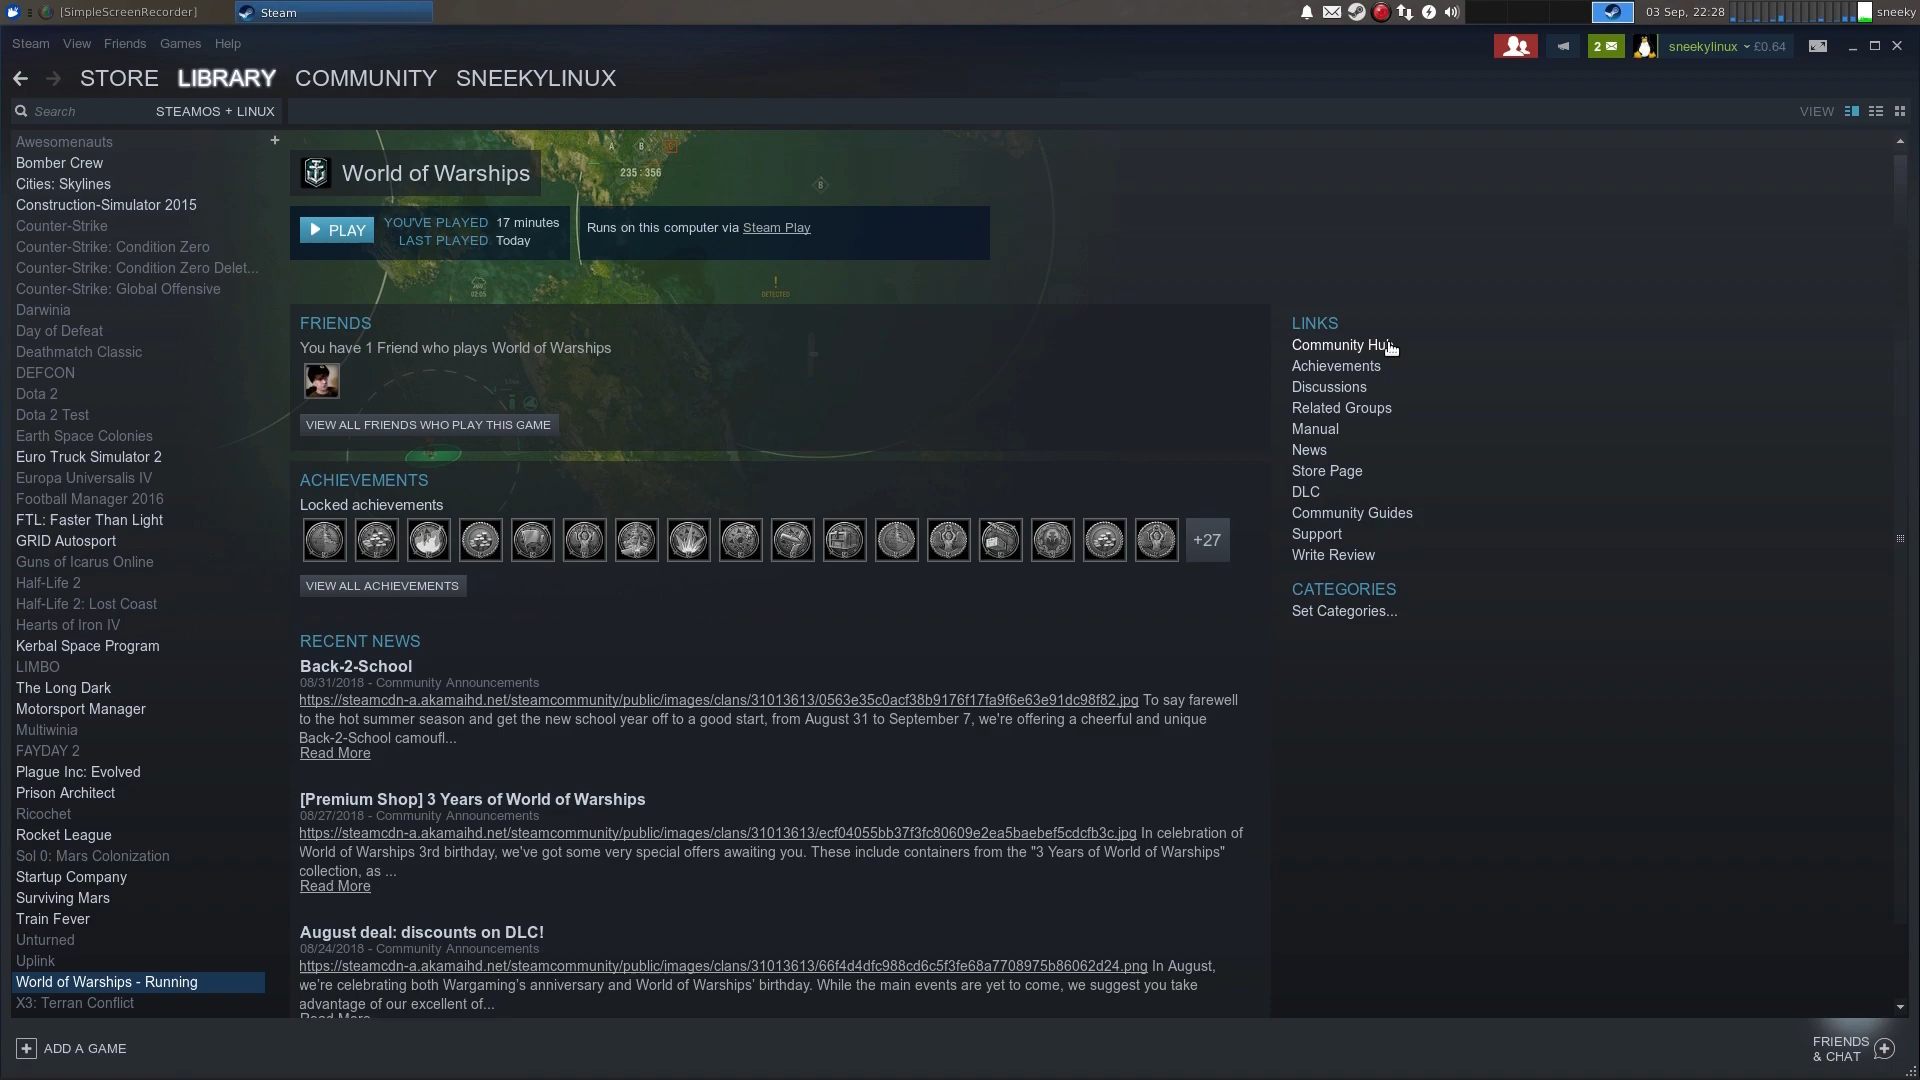 [SimpleScreenRecorder]
Steam
03 Sep, 22:28
sneeky
Steam View Friends Games Help
2
sneekylinux £0.64
STORE LIBRARY COMMUNITY SNEEKYLINUX
Search
STEAMOS + LINUX
VIEW
Awesomenauts
Bomber Crew
Cities: Skylines
Construction-Simulator 2015
Counter-Strike
Counter-Strike: Condition Zero
Counter-Strike: Condition Zero Delet...
Counter-Strike: Global Offensive
Darwinia
Day of Defeat
Deathmatch Classic
DEFCON
Dota 2
Dota 2 Test
Earth Space Colonies
Euro Truck Simulator 2
Europa Universalis IV
Football Manager 2016
FTL: Faster Than Light
GRID Autosport
Guns of Icarus Online
Half-Life 2
Half-Life 2: Lost Coast
Hearts of Iron IV
Kerbal Space Program
LIMBO
The Long Dark
Motorsport Manager
Multiwinia
PAYDAY 2
Plague Inc: Evolved
Prison Architect
Ricochet
Rocket League
Sol 0: Mars Colonization
Startup Company
Surviving Mars
Train Fever
Unturned
Uplink
World of Warships - Running
X3: Terran Conflict
A B
235 : 356
B
World of Warships
PLAY
YOU'VE PLAYED 17 minutes
LAST PLAYED Today
Runs on this computer via Steam Play
02:05
DETECTED
FRIENDS
You have 1 Friend who plays World of Warships
VIEW ALL FRIENDS WHO PLAY THIS GAME
ACHIEVEMENTS
Locked achievements
+27
VIEW ALL ACHIEVEMENTS
RECENT NEWS
Back-2-School
08/31/2018 - Community Announcements
https://steamcdn-a.akamaihd.net/steamcommunity/public/images/clans/31013613/0563e35c0acf38b9176f17fa9f6e63e91dc98f82.jpg To say farewell
to the hot summer season and get the new school year off to a good start, from August 31 to September 7, we're offering a cheerful and unique
Back-2-School camoufl...
Read More
[Premium Shop] 3 Years of World of Warships
08/27/2018 - Community Announcements
https://steamcdn-a.akamaihd.net/steamcommunity/public/images/clans/31013613/ecf04055bb37f3fc80609e2ea5baebef5cdcfb3c.jpg In celebration of
World of Warships 3rd birthday, we've got some very special offers awaiting you. These include containers from the "3 Years of World of Warships"
collection, as ...
Read More
August deal: discounts on DLC!
08/24/2018 - Community Announcements
https://steamcdn-a.akamaihd.net/steamcommunity/public/images/clans/31013613/66f4d4dfc988cd6c5f3fe68a7708975b86062d24.png In August,
we're celebrating both Wargaming's anniversary and World of Warships' birthday. While the main events are yet to come, we suggest you take
advantage of our excellent of...
Read More
LINKS
Community Hub
Achievements
Discussions
Related Groups
Manual
News
Store Page
DLC
Community Guides
Support
Write Review
CATEGORIES
Set Categories...
ADD A GAME
FRIENDS
& CHAT